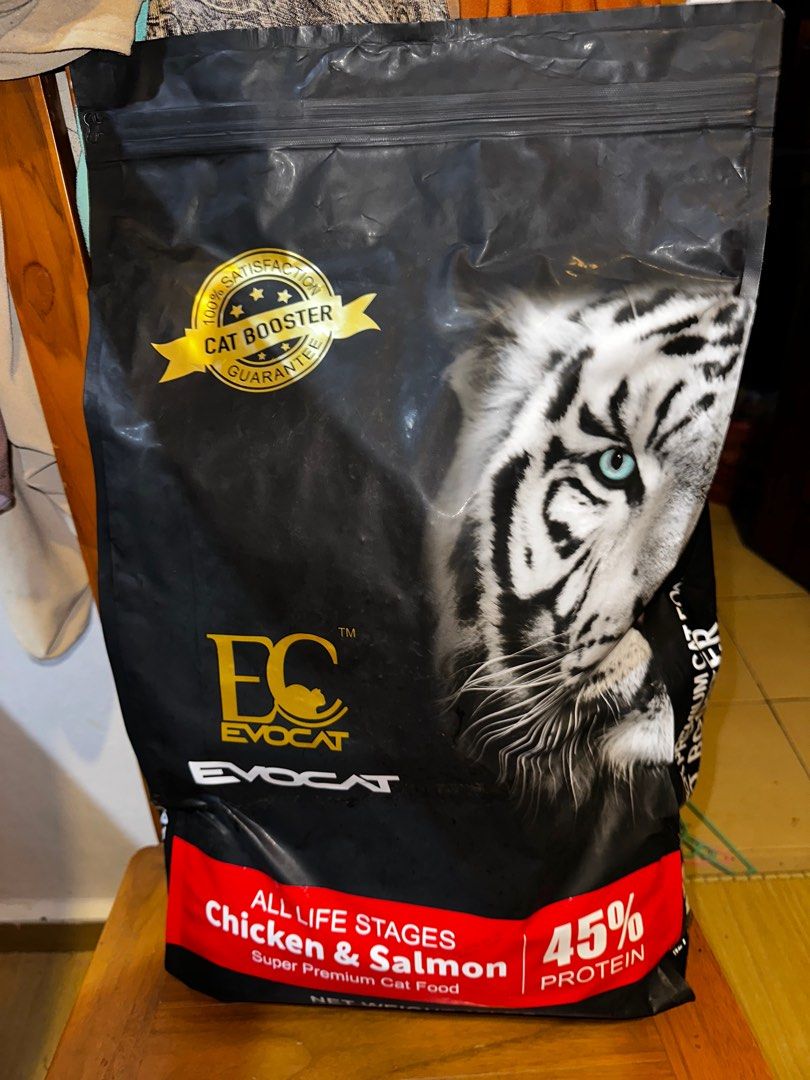 100% SATISFACTION
CAT BOOSTER
GUARANTEE
EC™
EVOCAT
EVOCAT
ALL LIFE STAGES
Chicken & Salmon
Super Premium Cat Food
45%
PROTEIN